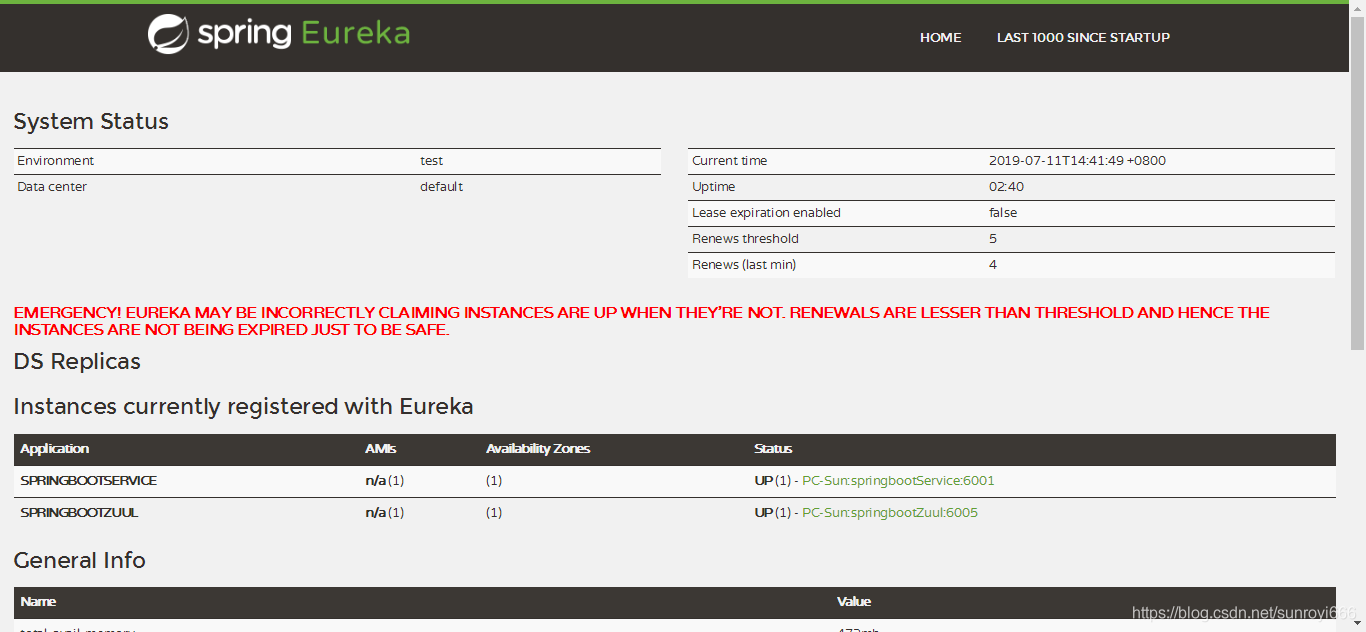 spring Eureka
HOME LAST 1000 SINCE STARTUP
System Status
Environment test
Data center default
Current time 2019-07-11T14:41:49 +0800
Uptime 02:40
Lease expiration enabled false
Renews threshold 5
Renews (last min) 4
EMERGENCY! EUREKA MAY BE INCORRECTLY CLAIMING INSTANCES ARE UP WHEN THEY'RE NOT. RENEWALS ARE LESSER THAN THRESHOLD AND HENCE THE
INSTANCES ARE NOT BEING EXPIRED JUST TO BE SAFE.
DS Replicas
Instances currently registered with Eureka
Application AMIs Availability Zones Status
SPRINGBOOTSERVICE n/a (1) (1) UP (1) - PC-Sun:springbootService:6001
SPRINGBOOTZUUL n/a (1) (1) UP (1) - PC-Sun:springbootZuul:6005
General Info
Name Value
https://blog.csdn.net/sunroyi666